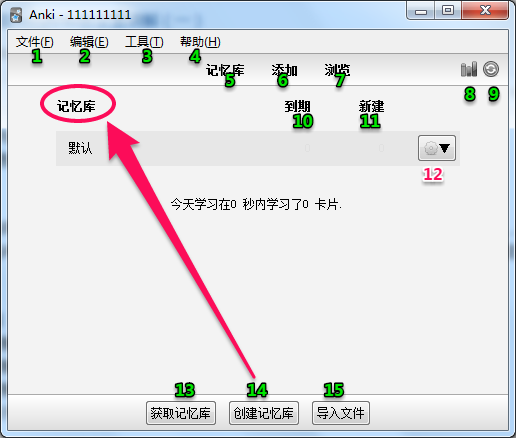 Anki - 111111111
文件(F) 编辑(E) 工具(T) 帮助(H)
1 2 3 4
记忆库 添加 浏览
5 6 7 8 9
记忆库 到期 新建
10 11
默认
12
今天学习在0 秒内学习了0 卡片.
13 14 15
获取记忆库 创建记忆库 导入文件